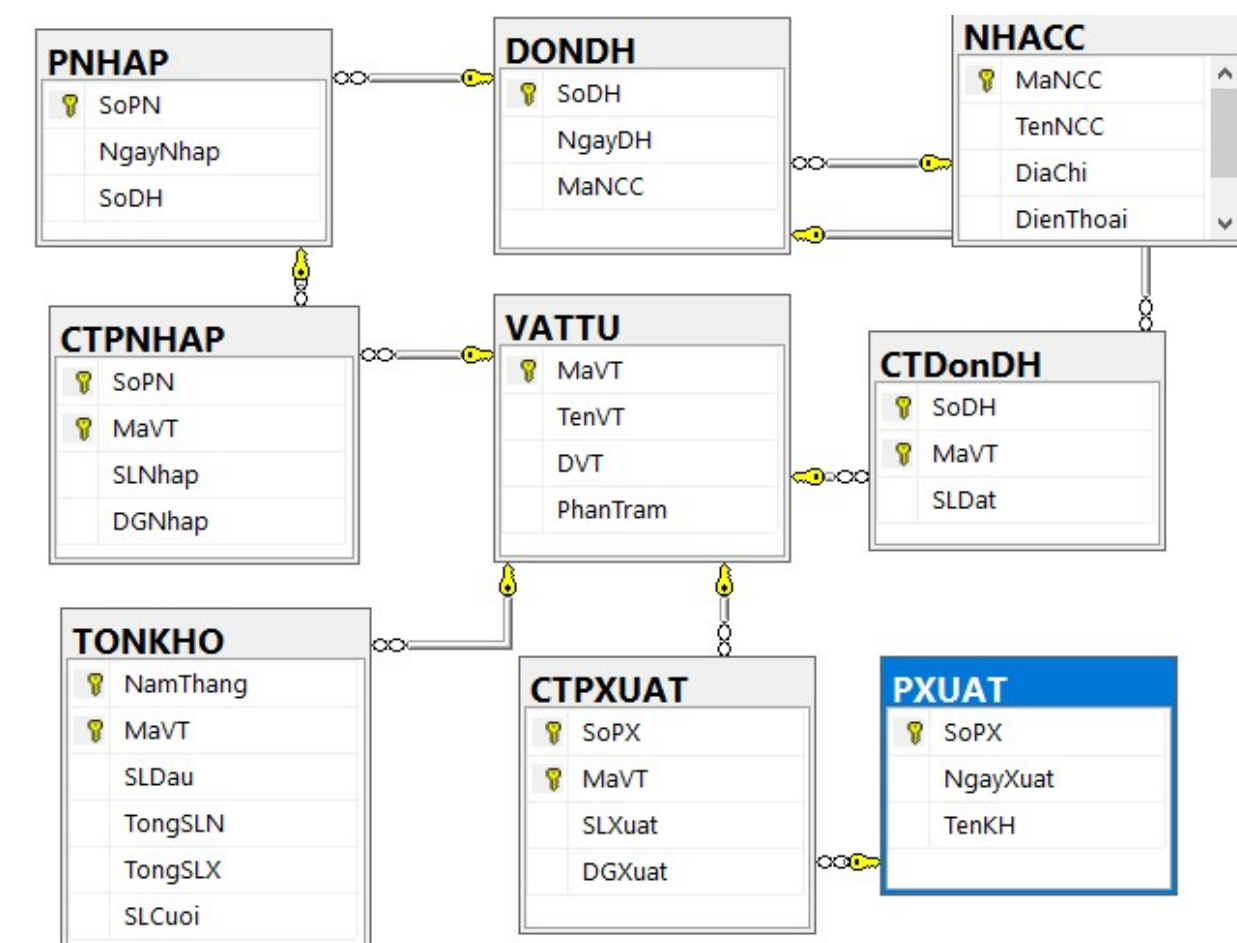 PNHAP
SoPN
NgayNhap
SoDH
DONDH
SoDH
NgayDH
MaNCC
NHACC
MaNCC
TenNCC
DiaChi
DienThoai
CTPNHAP
SoPN
MaVT
SLNhap
DGNhap
VATTU
MaVT
TenVT
DVT
PhanTram
CTDonDH
SoDH
MaVT
SLDat
TONKHO
NamThang
MaVT
SLDau
TongSLN
TongSLX
SLCuoi
CTPXUAT
SoPX
MaVT
SLXuat
DGXuat
PXUAT
SoPX
NgayXuat
TenKH